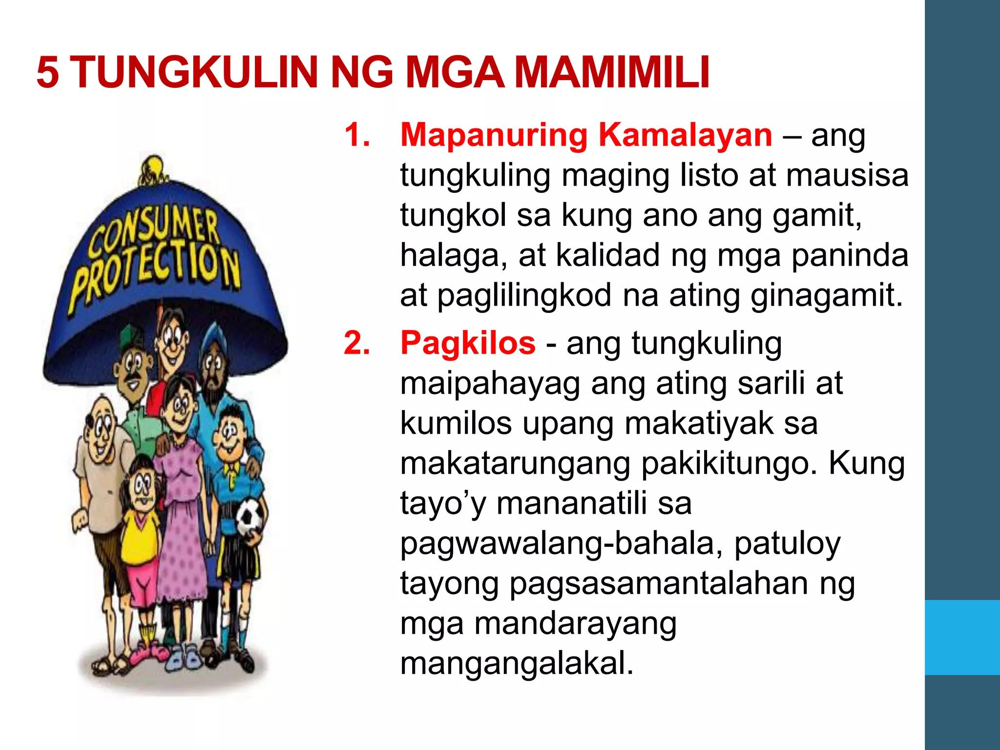 5 TUNGKULIN NG MGA MAMIMILI
CONSUMER
PROTECTION
1. Mapanuring Kamalayan – ang
tungkuling maging listo at mausisa
tungkol sa kung ano ang gamit,
halaga, at kalidad ng mga paninda
at paglilingkod na ating ginagamit.
2. Pagkilos - ang tungkuling
maipahayag ang ating sarili at
kumilos upang makatiyak sa
makatarungang pakikitungo. Kung
tayo’y mananatili sa
pagwawalang-bahala, patuloy
tayong pagsasamantalahan ng
mga mandarayang
mangangalakal.